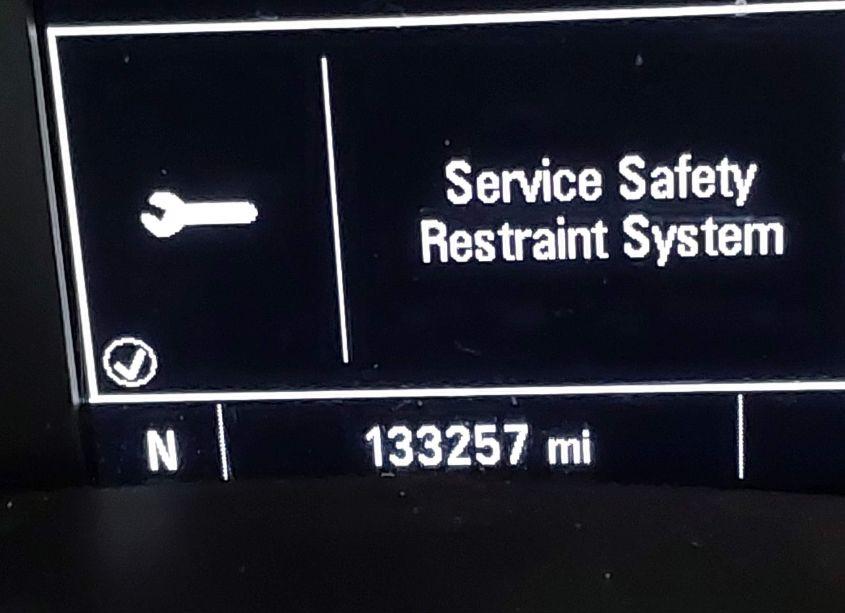 Service Safety
Restraint System
N 133257 mi